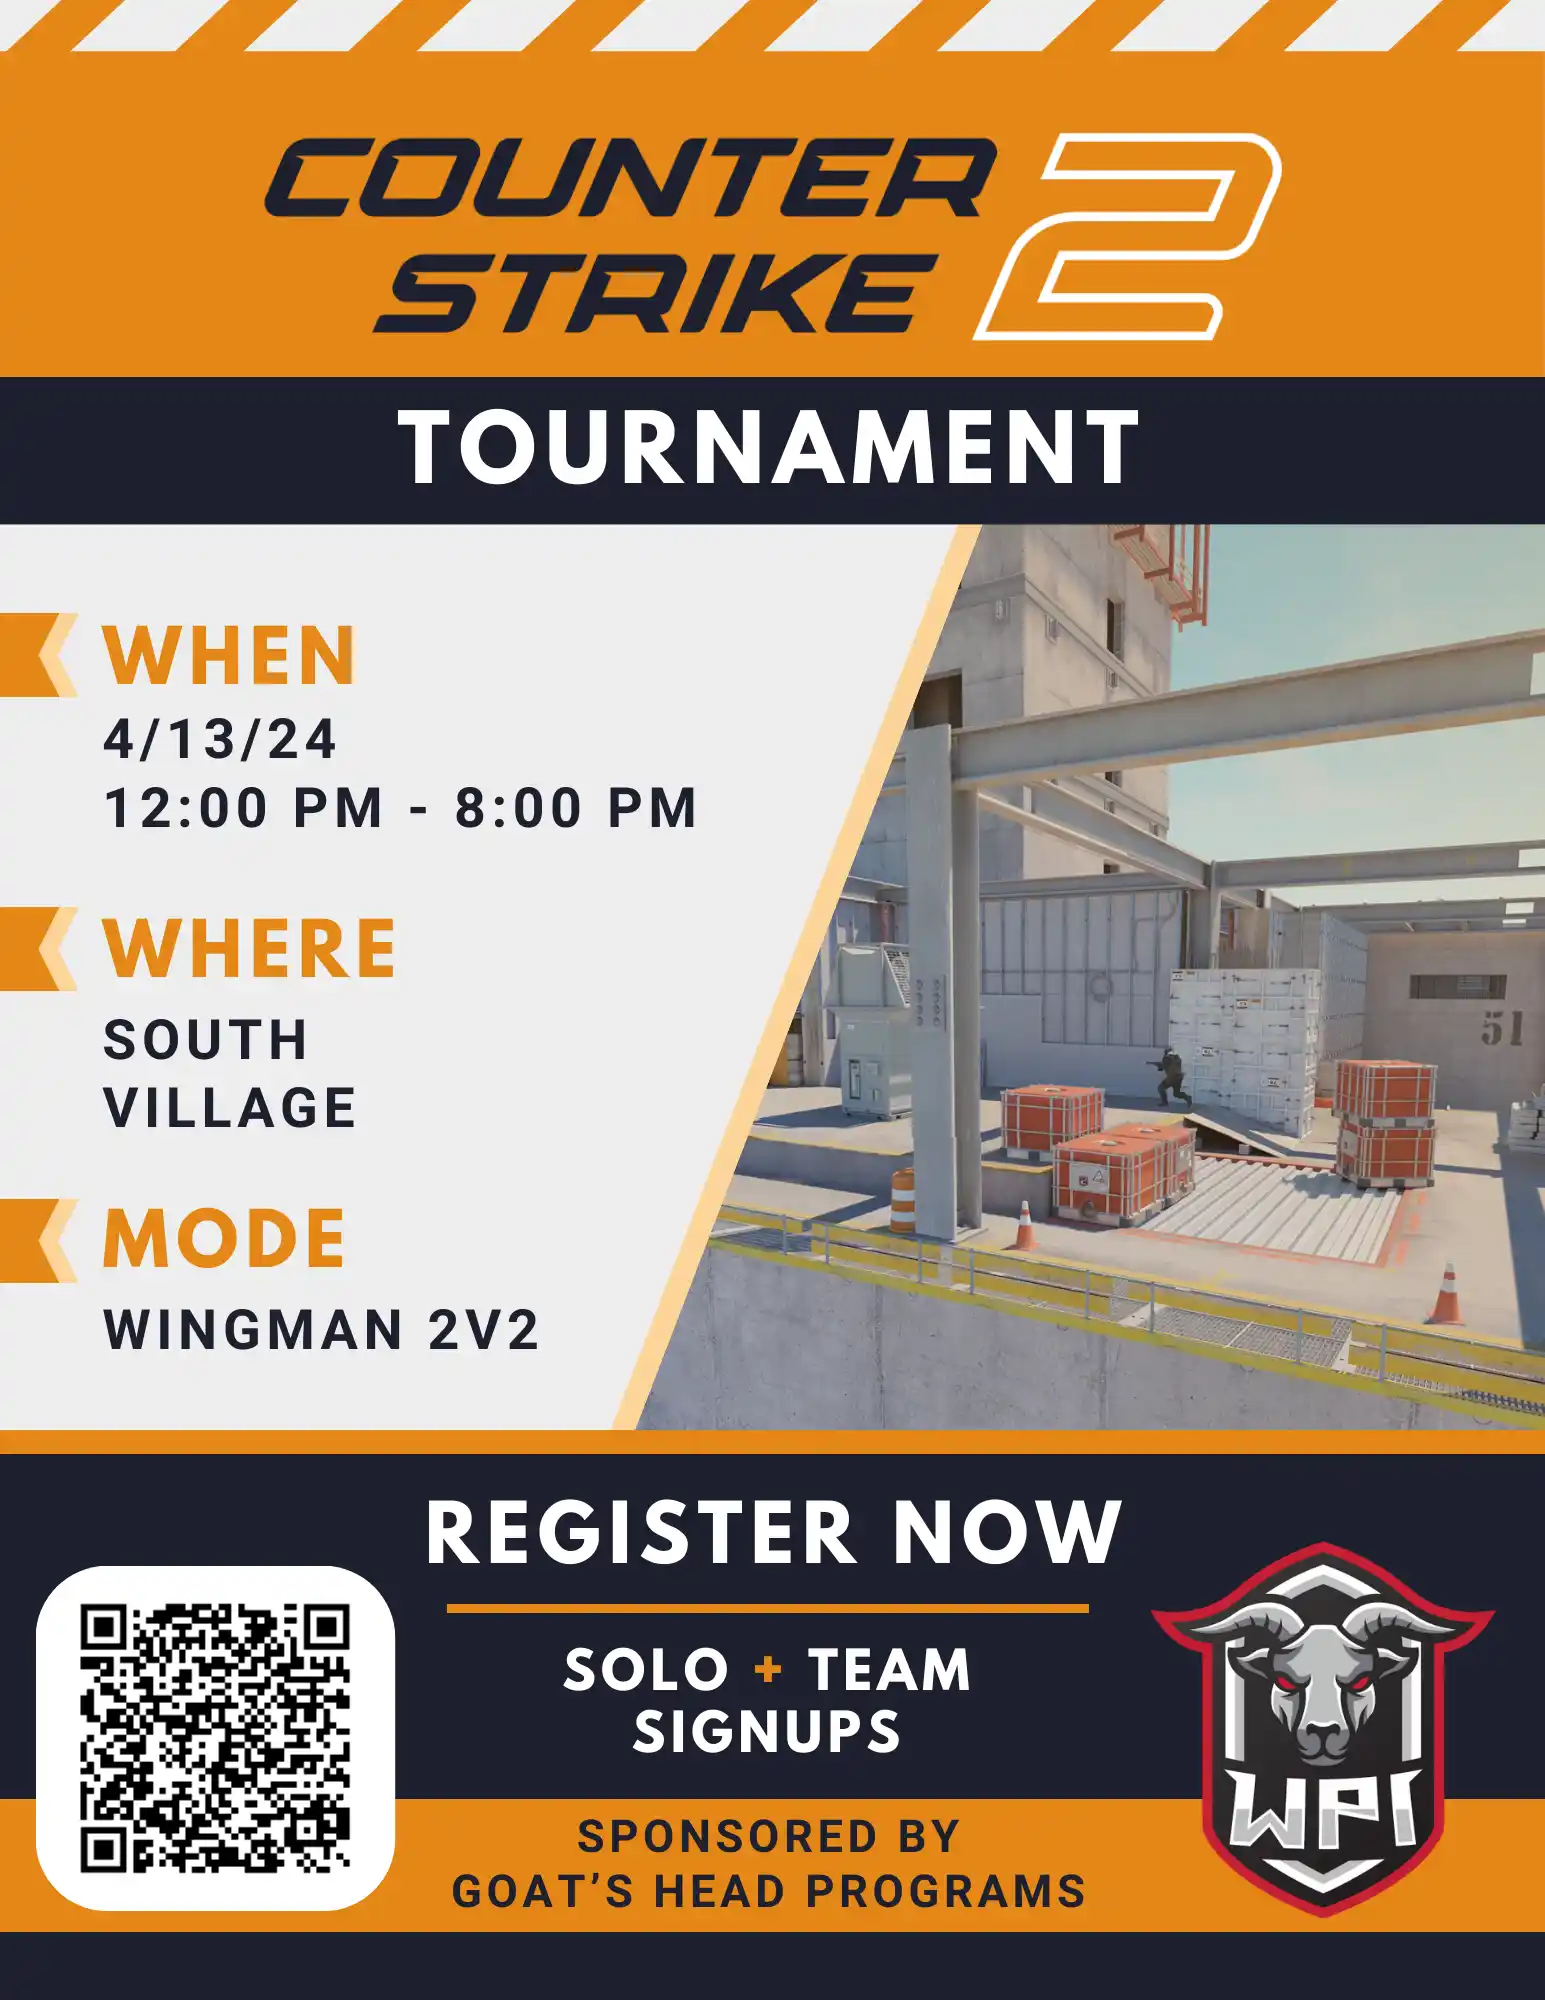 COUNTER
STRIKE 2
TOURNAMENT
WHEN
4/13/24
12:00 PM - 8:00 PM
WHERE
SOUTH
VILLAGE
MODE
WINGMAN 2V2
51
REGISTER NOW
SOLO + TEAM
SIGNUPS
WPI
SPONSORED BY
GOAT’S HEAD PROGRAMS